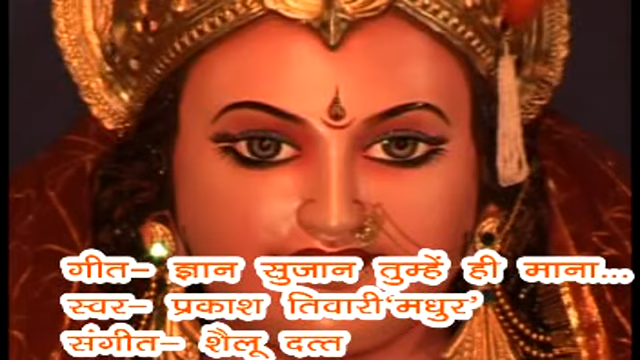 गीत- ज्ञान सुजान तुम्हें ही माना...
स्वर- प्रकाश तिवारी‘मधुर’
संगीत- शैलू दत्त